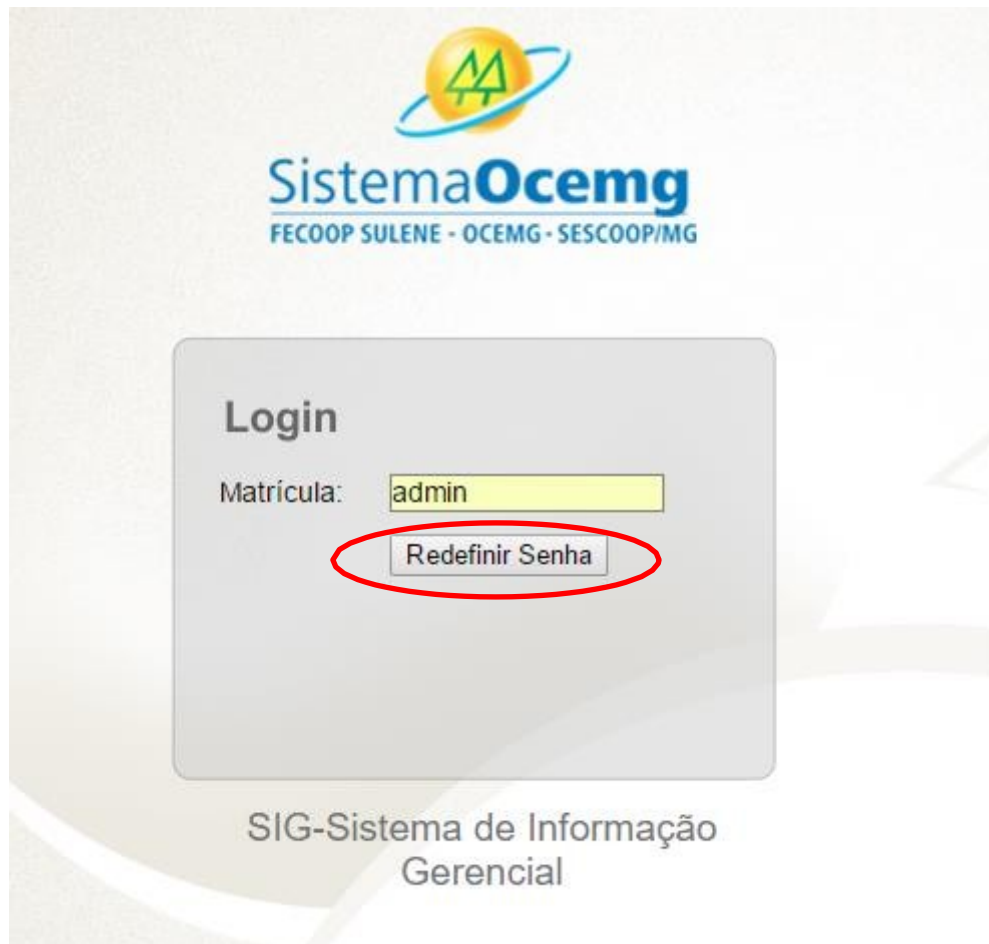 SistemaOcemg
FECOOP SULENE - OCEMG - SESCOOP/MG
Login
Matrícula: admin
Redefinir Senha
SIG-Sistema de Informação
Gerencial